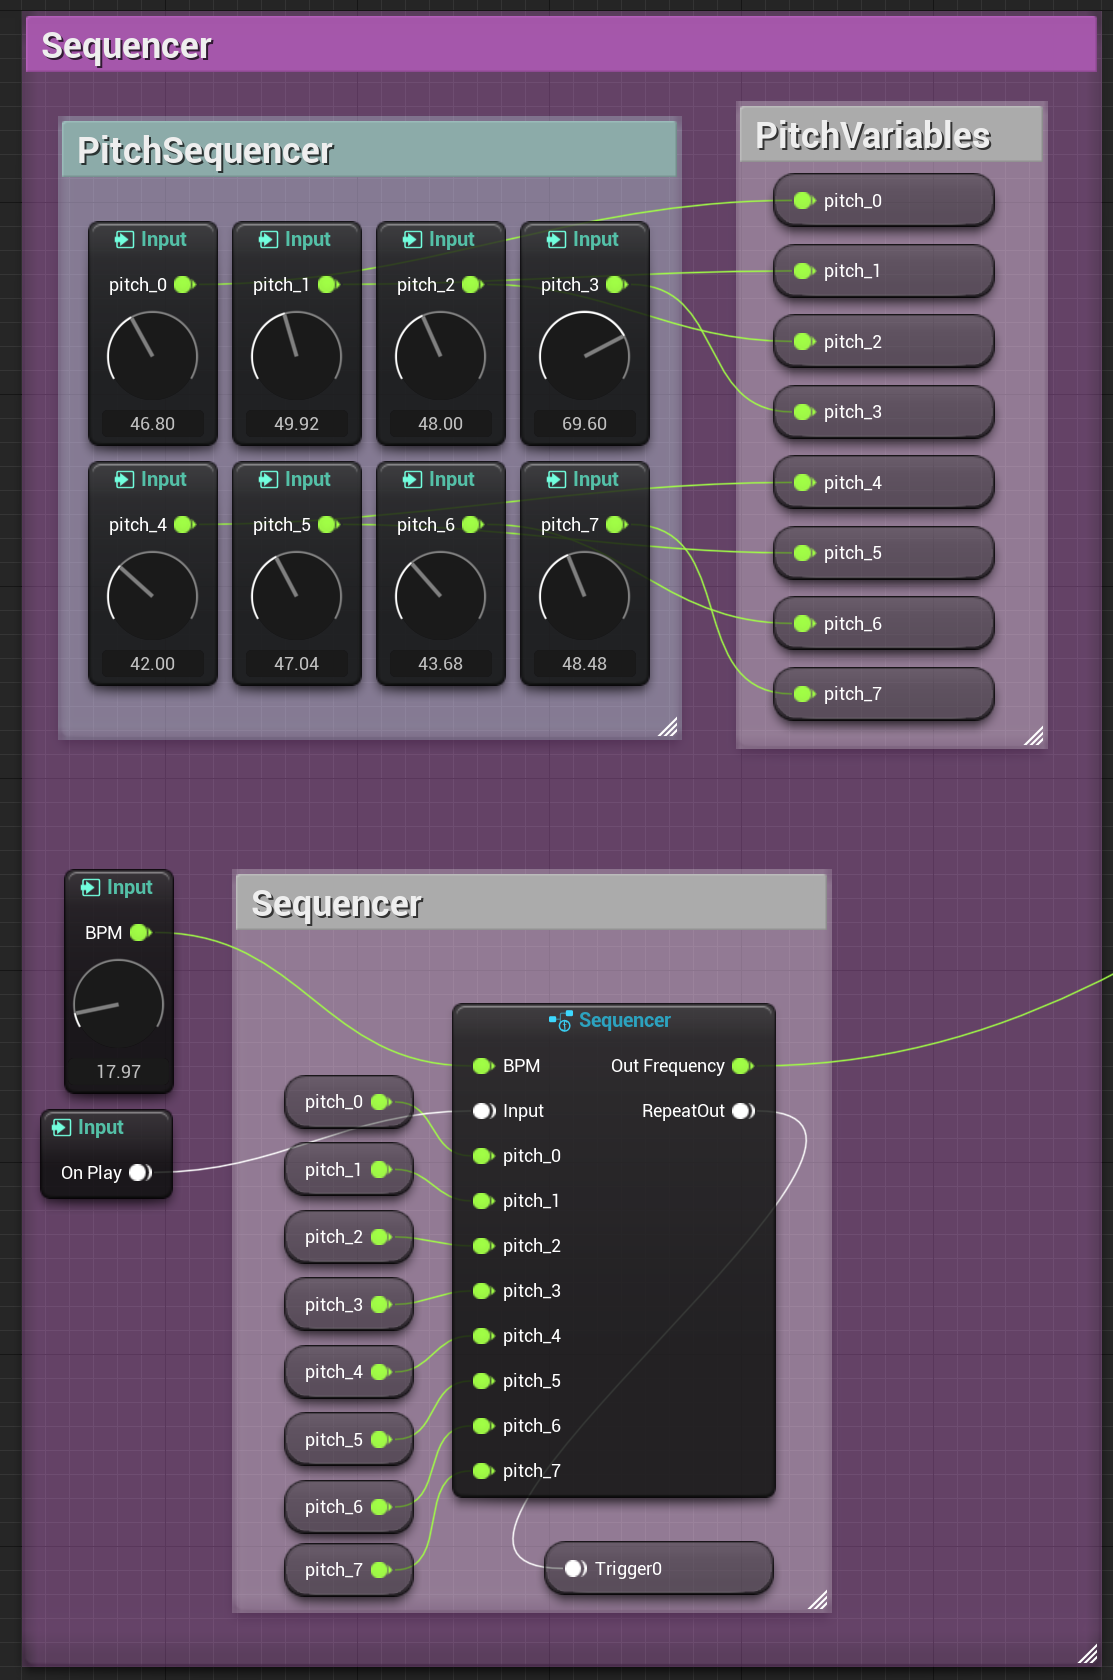 Sequencer
PitchSequencer
PitchVariables
Input Input Input Input
pitch_0 pitch_1 pitch_2 pitch_3
46.80 49.92 48.00 69.60
Input Input Input Input
pitch_4 pitch_5 pitch_6 pitch_7
42.00 47.04 43.68 48.48
pitch_0
pitch_1
pitch_2
pitch_3
pitch_4
pitch_5
pitch_6
pitch_7
Input
BPM
17.97
Input
On Play
Sequencer
pitch_0
pitch_1
pitch_2
pitch_3
pitch_4
pitch_5
pitch_6
pitch_7
Sequencer
BPM Out Frequency
Input RepeatOut
pitch_0
pitch_1
pitch_2
pitch_3
pitch_4
pitch_5
pitch_6
pitch_7
Trigger0